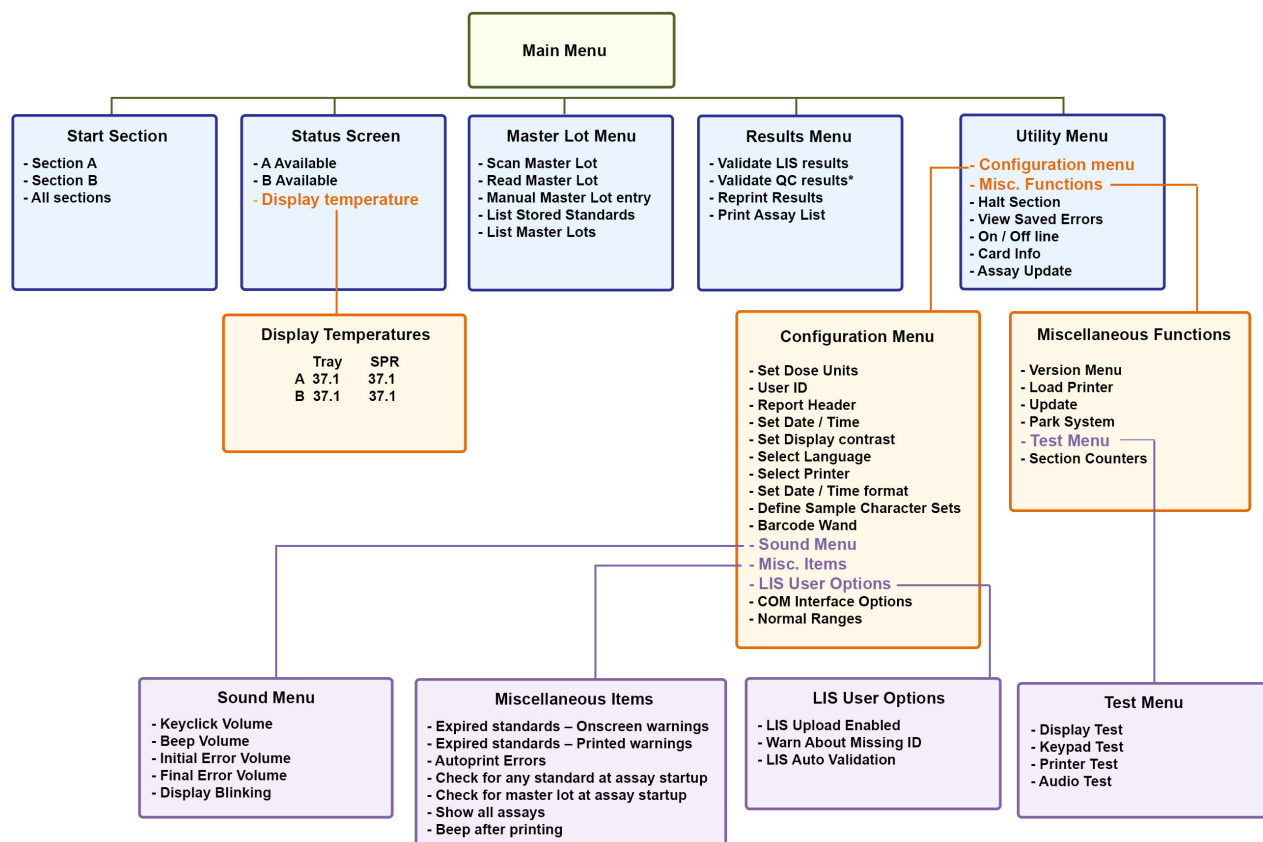 Main Menu
Start Section
- Section A
- Section B
- All sections
Status Screen
- A Available
- B Available
- Display temperature
Master Lot Menu
- Scan Master Lot
- Read Master Lot
- Manual Master Lot entry
- List Stored Standards
- List Master Lots
Results Menu
- Validate LIS results
- Validate QC results*
- Reprint Results
- Print Assay List
Utility Menu
- Configuration menu
- Misc. Functions
- Halt Section
- View Saved Errors
- On / Off line
- Card Info
- Assay Update
Display Temperatures
Tray SPR
A 37.1 37.1
B 37.1 37.1
Configuration Menu
- Set Dose Units
- User ID
- Report Header
- Set Date / Time
- Set Display contrast
- Select Language
- Select Printer
- Set Date / Time format
- Define Sample Character Sets
- Barcode Wand
- Sound Menu
- Misc. Items
- LIS User Options
- COM Interface Options
- Normal Ranges
Miscellaneous Functions
- Version Menu
- Load Printer
- Update
- Park System
- Test Menu
- Section Counters
Sound Menu
- Keyclick Volume
- Beep Volume
- Initial Error Volume
- Final Error Volume
- Display Blinking
Miscellaneous Items
- Expired standards – Onscreen warnings
- Expired standards – Printed warnings
- Autoprint Errors
- Check for any standard at assay startup
- Check for master lot at assay startup
- Show all assays
- Beep after printing
LIS User Options
- LIS Upload Enabled
- Warn About Missing ID
- LIS Auto Validation
Test Menu
- Display Test
- Keypad Test
- Printer Test
- Audio Test